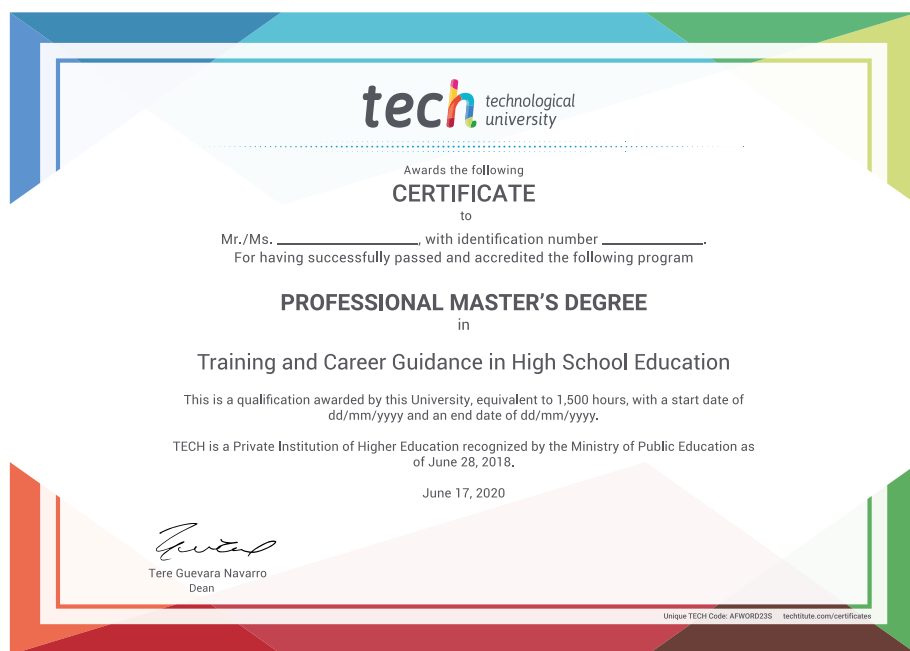 tech technological
university
Awards the following
CERTIFICATE
to
Mr./Ms. ____________, with identification number ____________.
For having successfully passed and accredited the following program
PROFESSIONAL MASTER'S DEGREE
in
Training and Career Guidance in High School Education
This is a qualification awarded by this University, equivalent to 1,500 hours, with a start date of
dd/mm/yyyy and an end date of dd/mm/yyyy.
TECH is a Private Institution of Higher Education recognized by the Ministry of Public Education as
of June 28, 2018.
June 17, 2020
Tere Guevara Navarro
Dean
Unique TECH Code: AFWORD23S techtitute.com/certificates